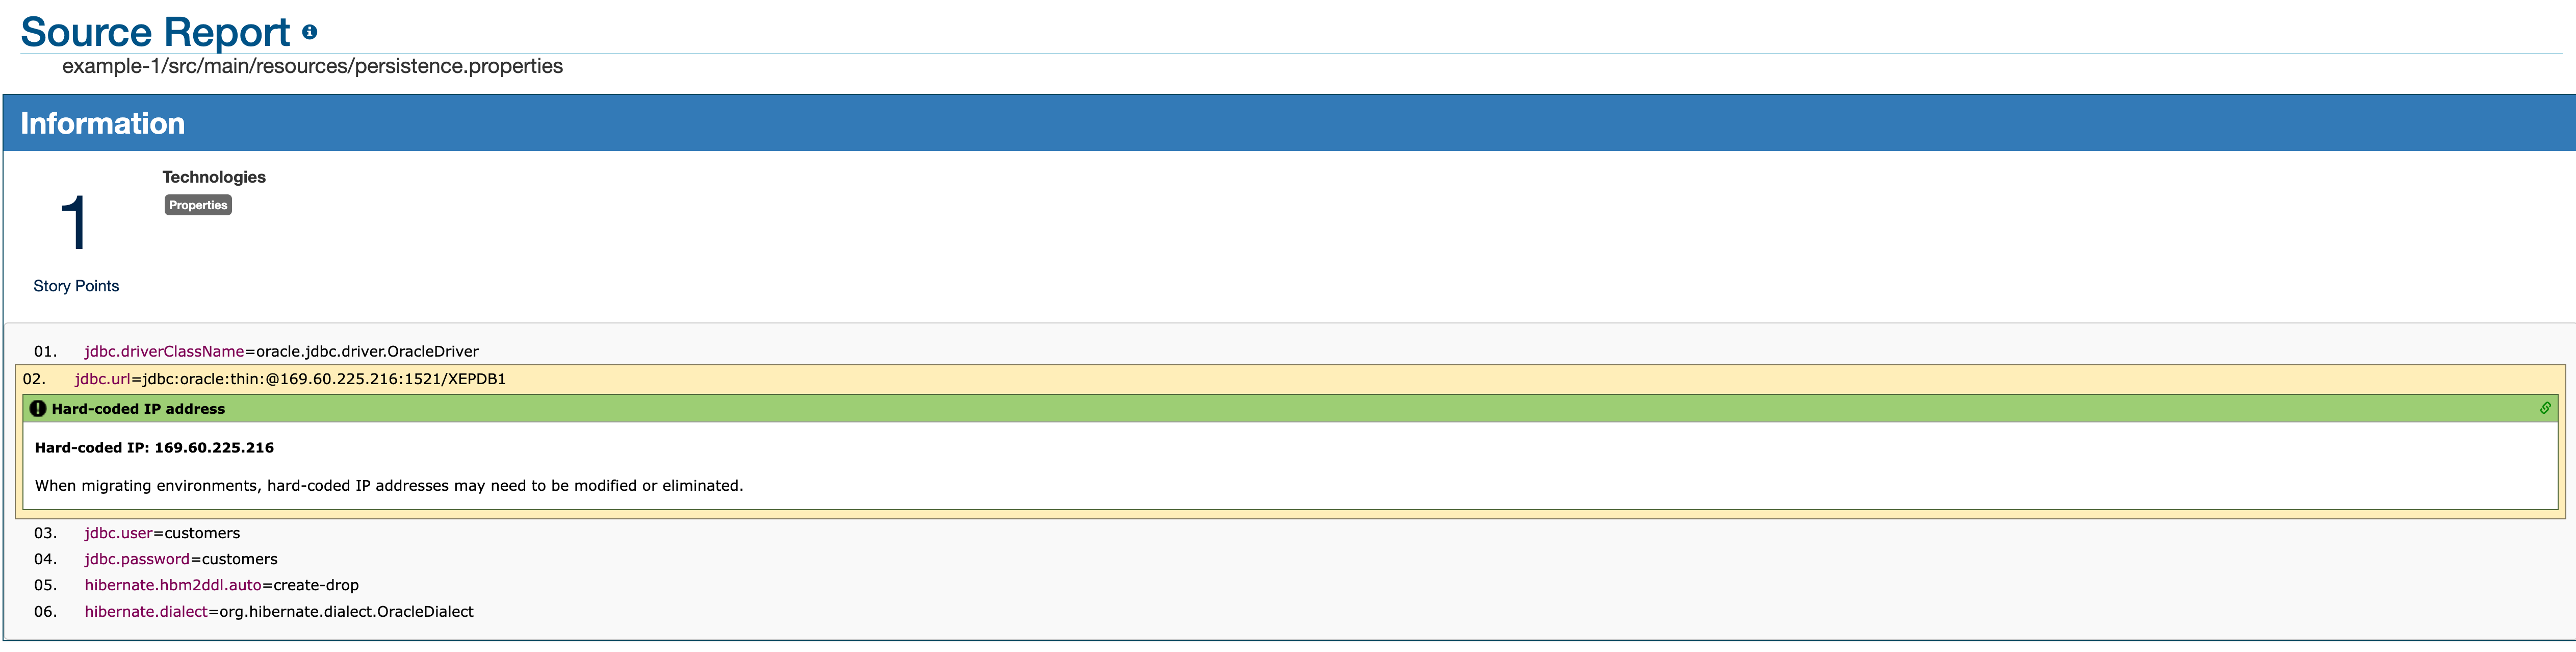 Source Report
example-1/src/main/resources/persistence.properties
Information
1
Story Points
Technologies
Properties
01. jdbc.driverClassName=oracle.jdbc.driver.OracleDriver
02. jdbc.url=jdbc:oracle:thin:@169.60.225.216:1521/XEPDB1
Hard-coded IP address
Hard-coded IP: 169.60.225.216
When migrating environments, hard-coded IP addresses may need to be modified or eliminated.
03. jdbc.user=customers
04. jdbc.password=customers
05. hibernate.hbm2ddl.auto=create-drop
06. hibernate.dialect=org.hibernate.dialect.OracleDialect